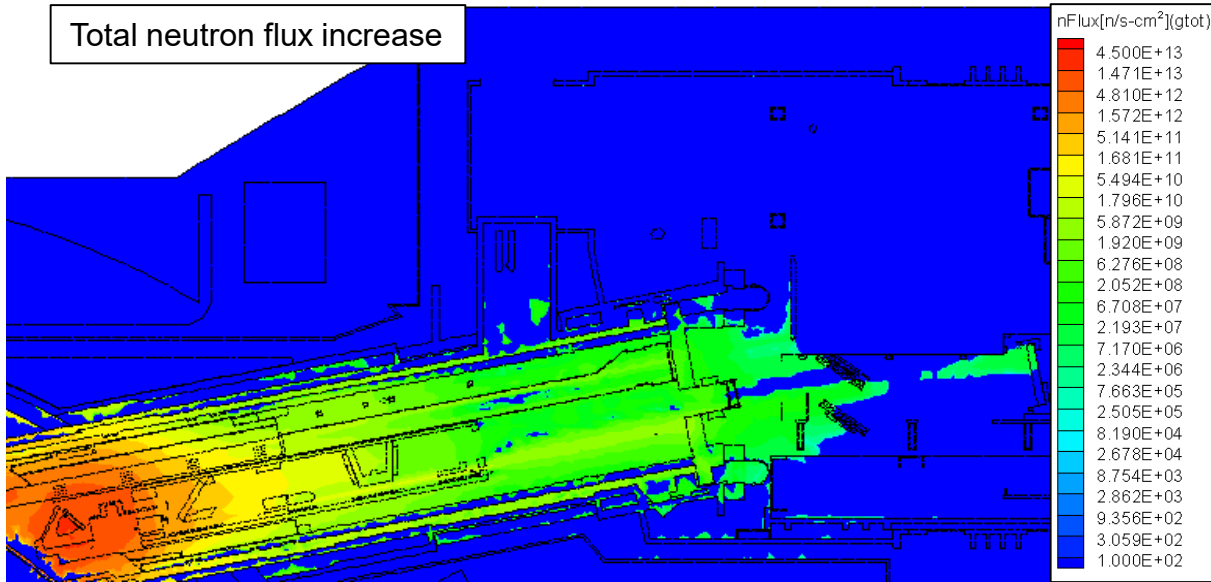 Total neutron flux increase
nFlux[n/s-cm²](gtot)
4.500E+13
1.471E+13
4.810E+12
1.572E+12
5.141E+11
1.681E+11
5.494E+10
1.796E+10
5.872E+09
1.920E+09
6.276E+08
2.052E+08
6.708E+07
2.193E+07
7.170E+06
2.344E+06
7.663E+05
2.505E+05
8.190E+04
2.678E+04
8.754E+03
2.862E+03
9.356E+02
3.059E+02
1.000E+02